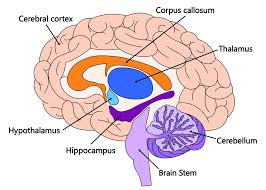 Corpus callosum
Cerebral cortex
Thalamus
Hypothalamus
Cerebellum
Hippocampus
Brain Stem